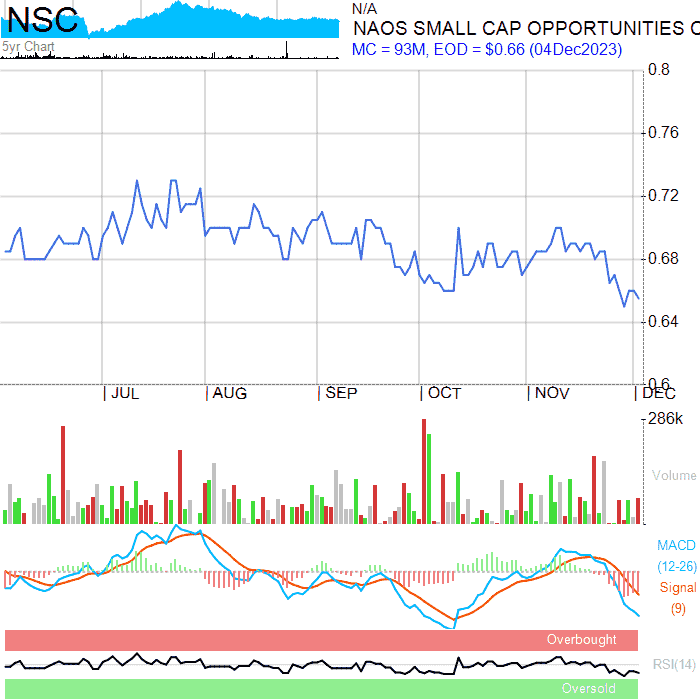 NSC
N/A
NAOS SMALL CAP OPPORTUNITIES C
5yr Chart
MC = 93M, EOD = $0.66 (04Dec2023)
0.8
0.76
0.72
0.68
0.64
0.6
JUL AUG SEP OCT NOV DEC
286k
Volume
MACD
(12-26)
Signal
(9)
Overbought
RSI(14)
Oversold